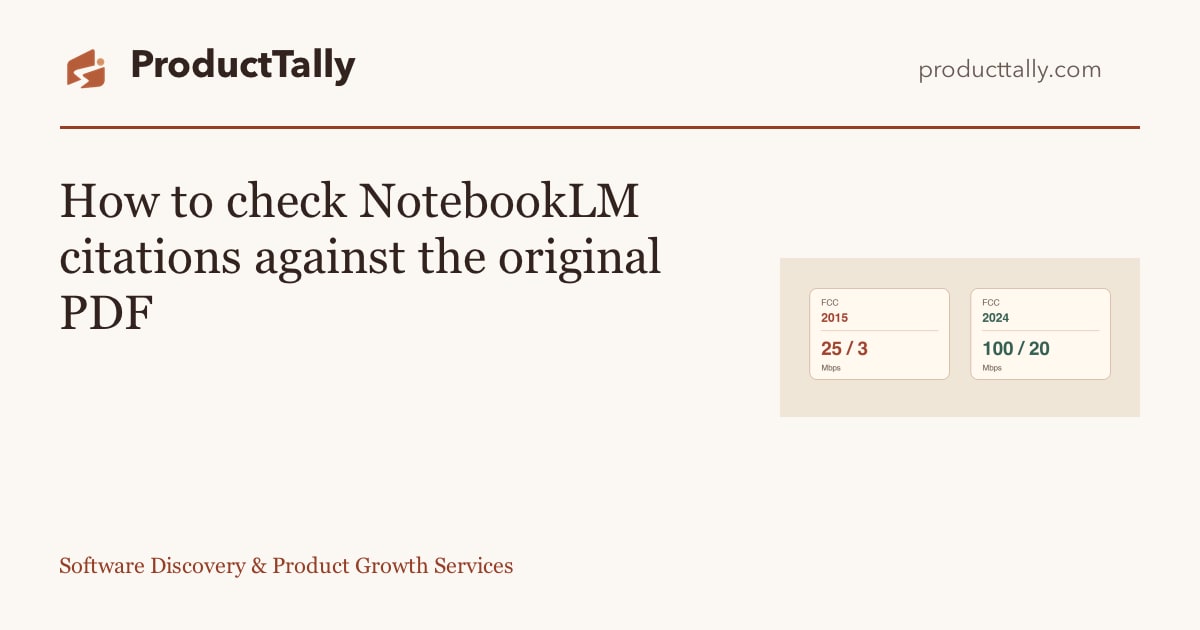 ProductTally
producttally.com
How to check NotebookLM
citations against the original
PDF
FCC
2015
25 / 3
Mbps
FCC
2024
100 / 20
Mbps
Software Discovery & Product Growth Services